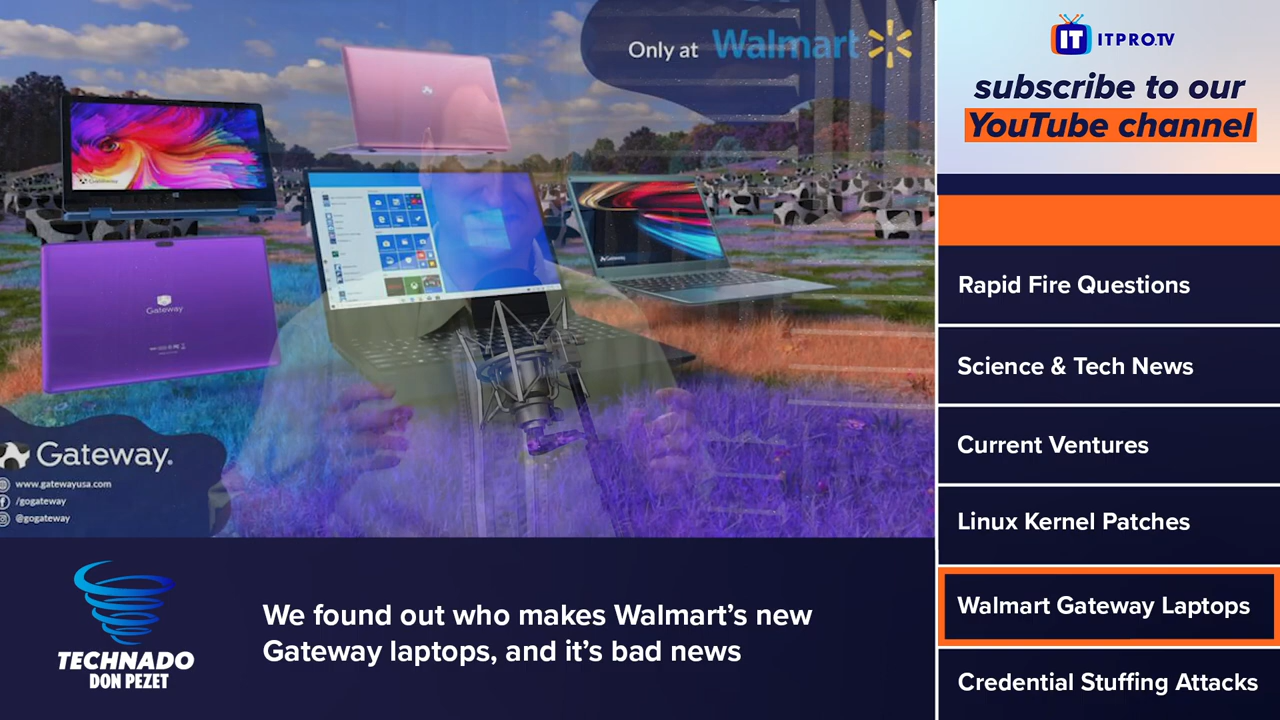 Only at Walmart
Gateway
Gateway
Gateway
Gateway.
www.gatewayusa.com
/gogateway
@gogateway
IT ITPRO.TV
subscribe to our
YouTube channel
Rapid Fire Questions
Science & Tech News
Current Ventures
Linux Kernel Patches
Walmart Gateway Laptops
Credential Stuffing Attacks
TECHNADO
DON PEZET
We found out who makes Walmart’s new
Gateway laptops, and it’s bad news